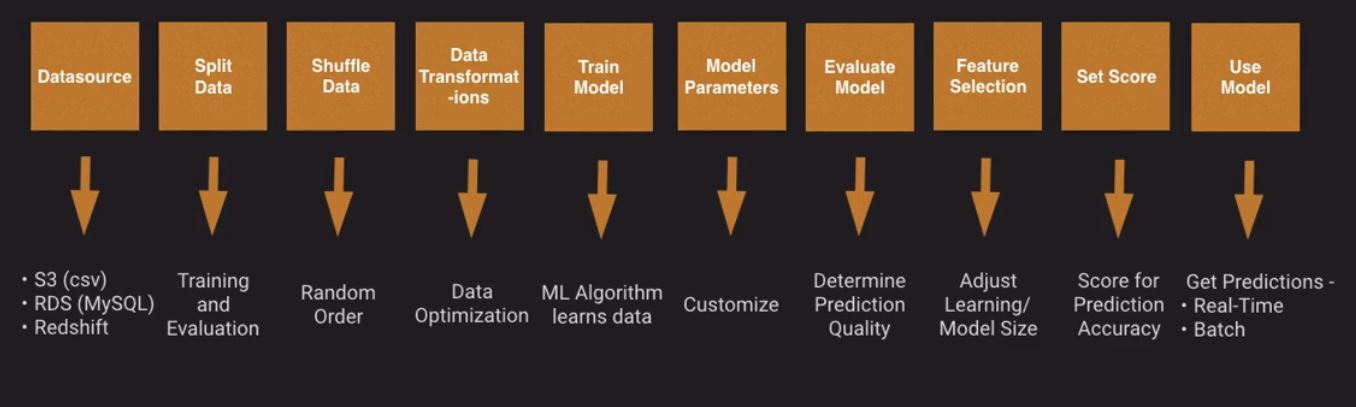 Datasource
Split
Data
Shuffle
Data
Data
Transformat
-ions
Train
Model
Model
Parameters
Evaluate
Model
Feature
Selection
Set Score
Use
Model
• S3 (csv)
• RDS (MySQL)
• Redshift
Training
and
Evaluation
Random
Order
Data
Optimization
ML Algorithm
learns data
Customize
Determine
Prediction
Quality
Adjust
Learning/
Model Size
Score for
Prediction
Accuracy
Get Predictions -
• Real-Time
• Batch